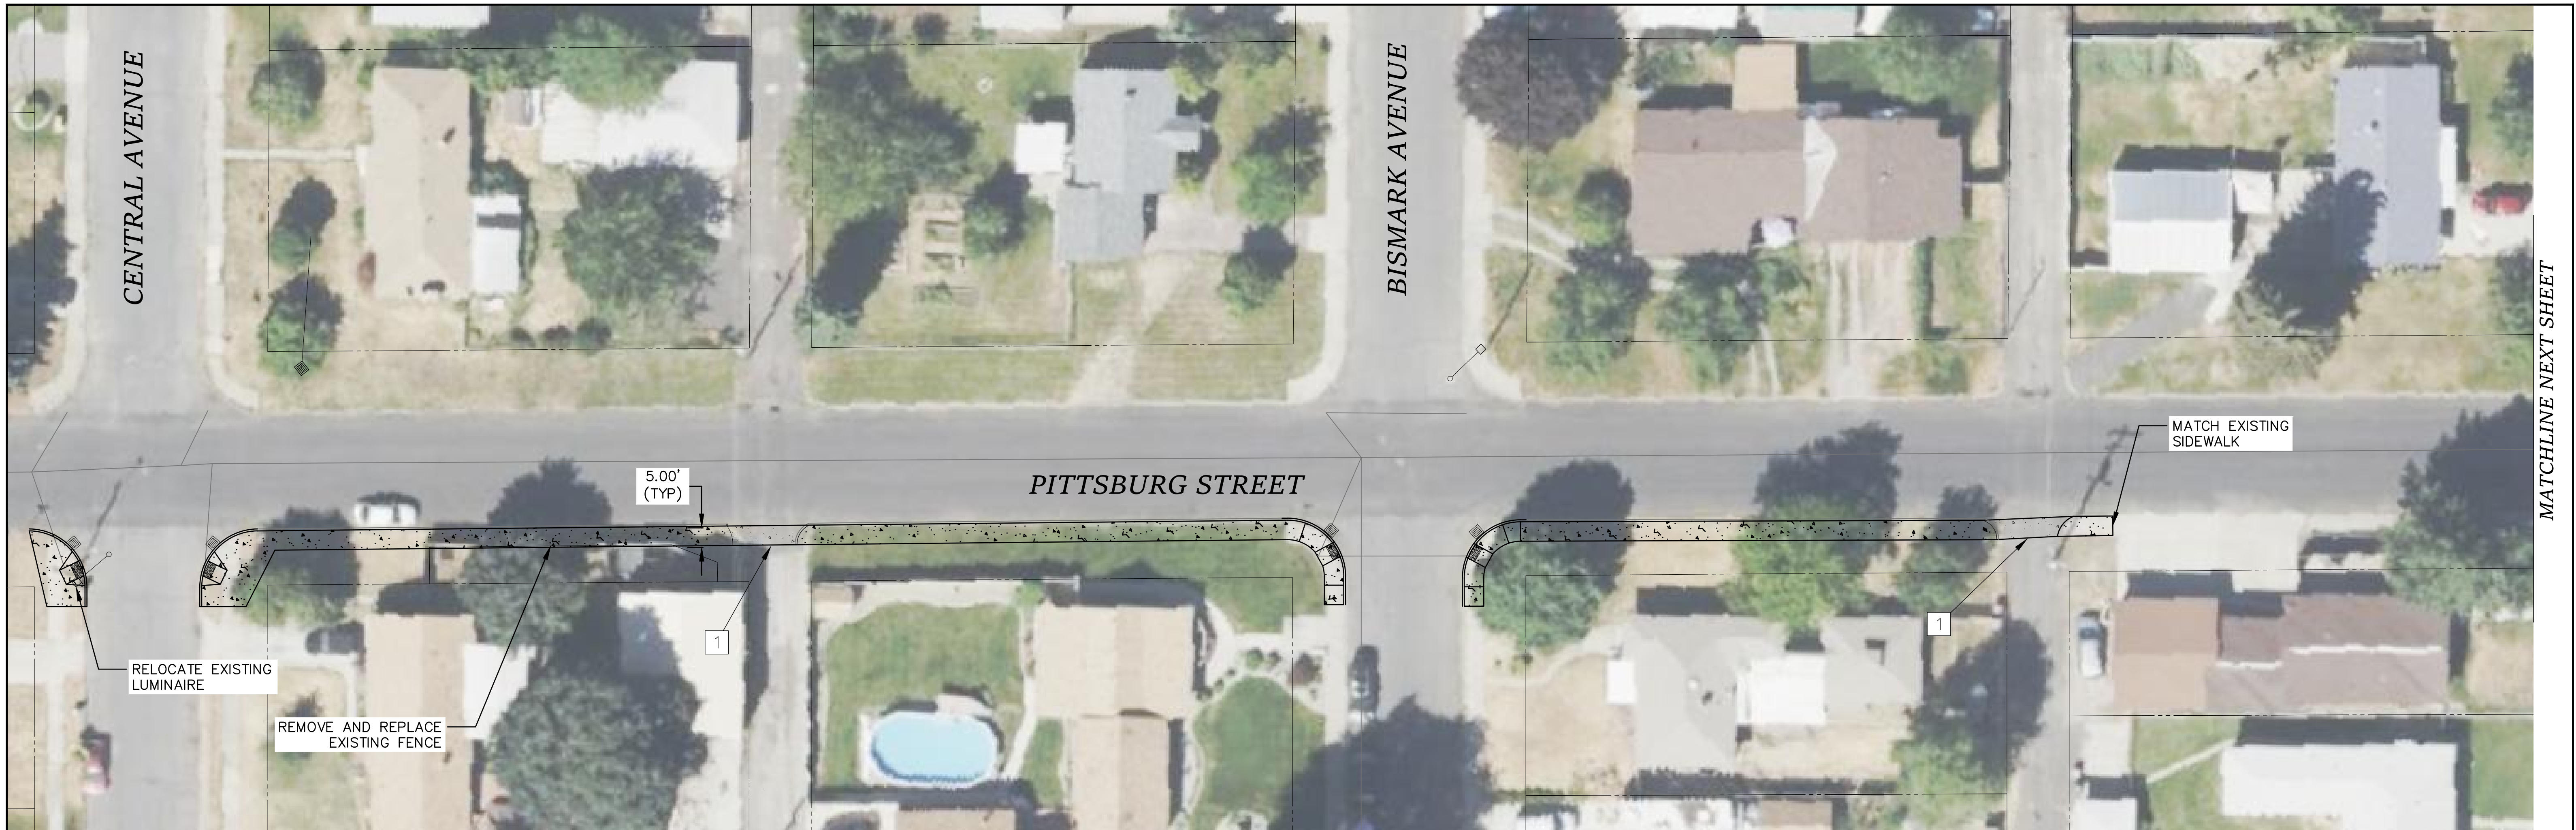 CENTRAL AVENUE
BISMARK AVENUE
MATCH EXISTING
SIDEWALK
MATCHLINE NEXT SHEET
5.00'
(TYP)
PITTSBURG STREET
1
1
RELOCATE EXISTING
LUMINAIRE
REMOVE AND REPLACE
EXISTING FENCE